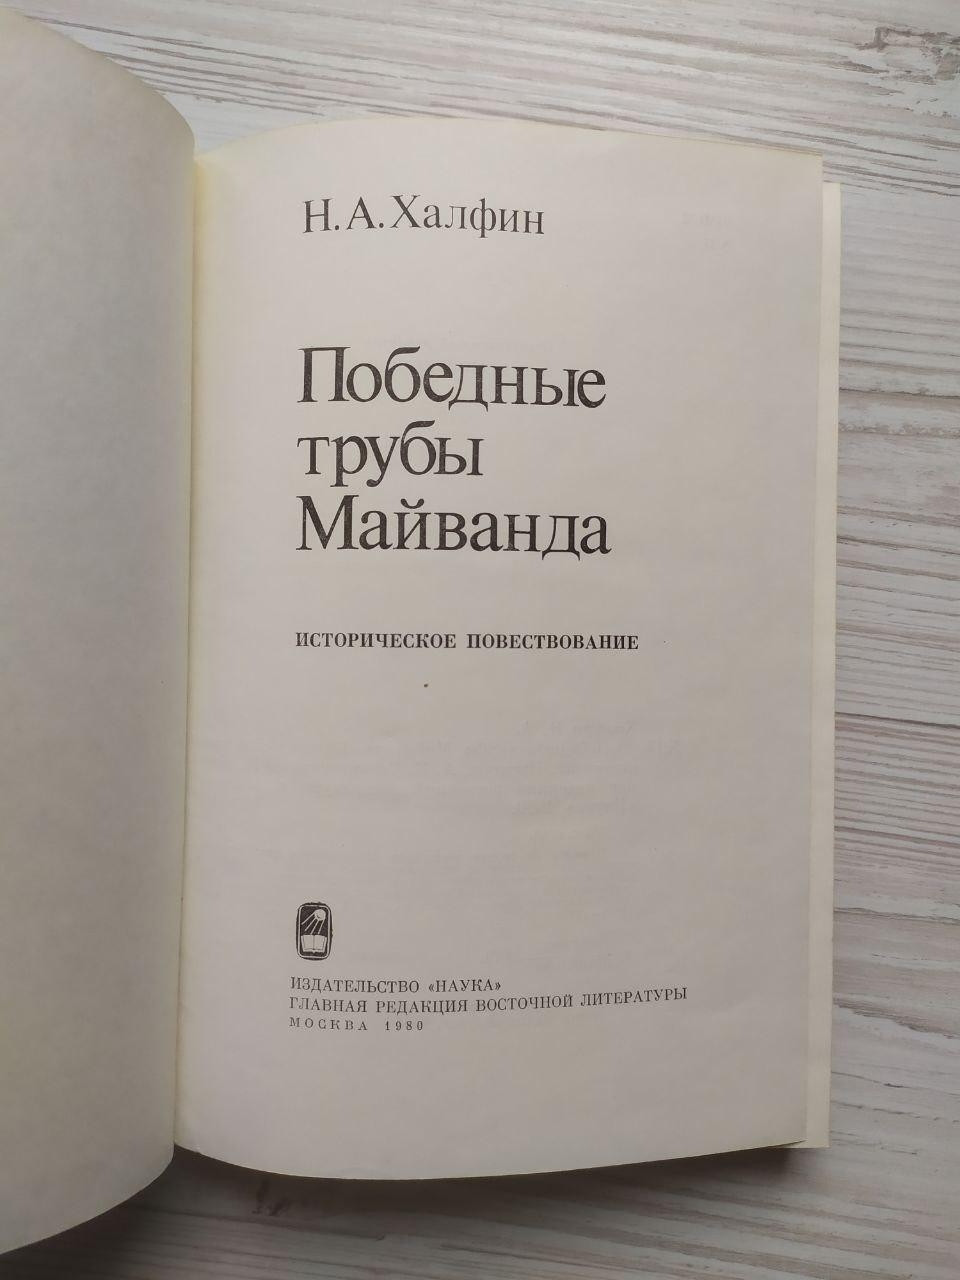 Н. А. Халфин
Победные
трубы
Майванда
ИСТОРИЧЕСКОЕ ПОВЕСТВОВАНИЕ
ИЗДАТЕЛЬСТВО «НАУКА»
ГЛАВНАЯ РЕДАКЦИЯ ВОСТОЧНОЙ ЛИТЕРАТУРЫ
МОСКВА 1980